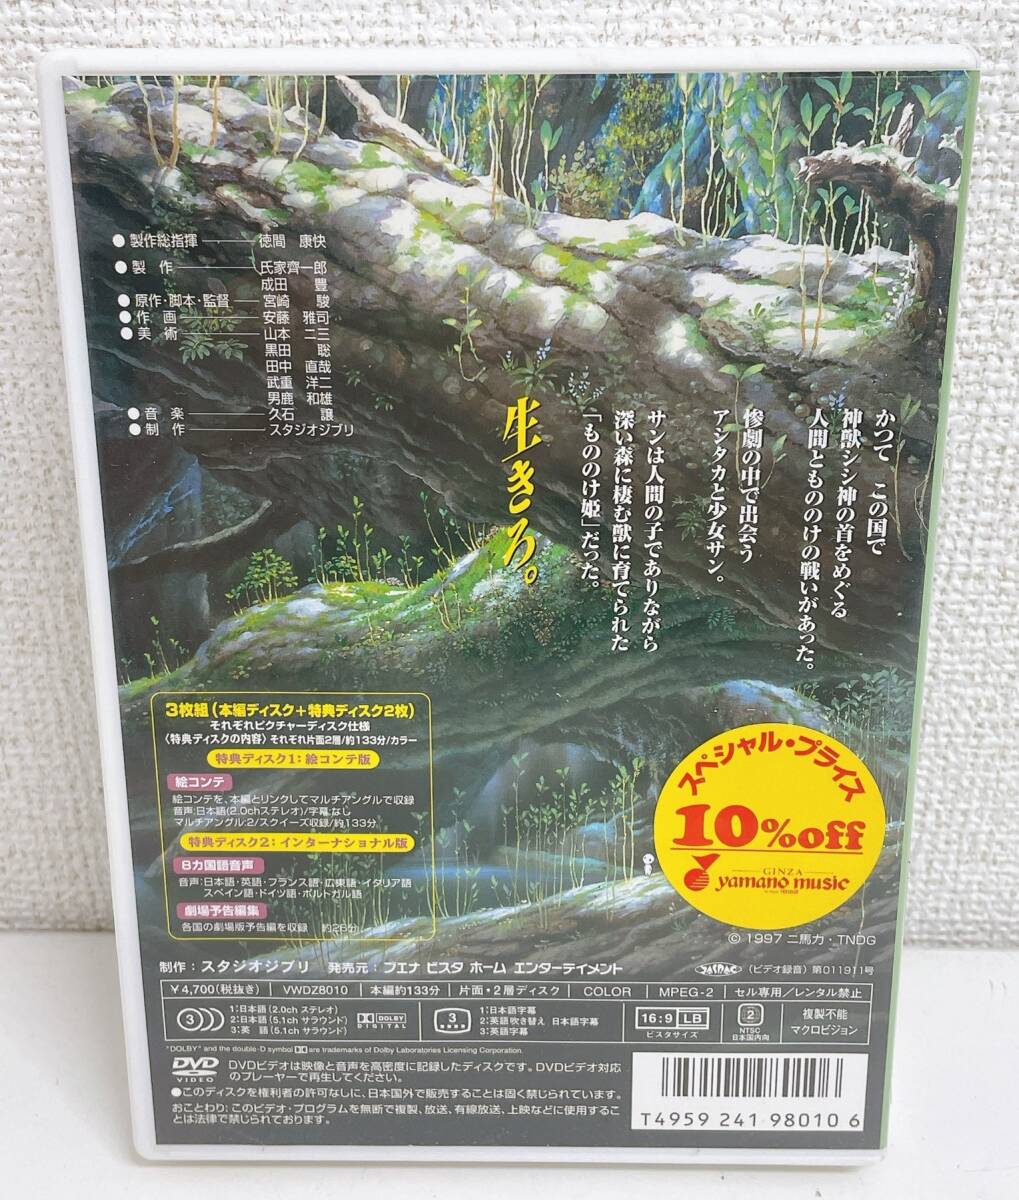 ●製作総指揮――徳間 康快
●製 作――氏家齊一郎
成田 豊
●原作・脚本・監督―宮崎 駿
●作 画――安藤 雅司
●美 術――山本 二三
黒田 聡
田中 直哉
武重 洋二
男鹿 和雄
●音 楽――久石 譲
●制 作――スタジオジブリ
かつて この国で
神獣シシ神の首をめぐる
人間ともののけの戦いがあった。
惨劇の中で出会う
アシタカと少女サン。
サンは人間の子でありながら
深い森に棲む獣に育てられた
「もののけ姫」だった。
生きろ。
3枚組(本編ディスク+特典ディスク2枚)
それぞれピクチャーディスク仕様
〈特典ディスクの内容〉それぞれ片面2層/約133分/カラー
特典ディスク1:絵コンテ版
絵コンテ
絵コンテを、本編とリンクしてマルチアングルで収録
音声:日本語(2.0chステレオ)/字幕:なし
マルチアングル:2/スクイーズ収録/約133分
特典ディスク2:インターナショナル版
8カ国語音声
音声:日本語・英語・フランス語・広東語・イタリア語
スペイン語・ドイツ語・ポルトガル語
劇場予告編集
各国の劇場版予告編を収録 約26分
スペシャル・プライス
10%off
GINZA
yamano music
© 1997 二馬力・TNDG
制作:スタジオジブリ 発売元:ブエナ ビスタ ホーム エンターテイメント
JASRAC (ビデオ録音) 第011911号
¥4,700(税抜き) VWDZ8010 本編約133分 片面・2層ディスク COLOR MPEG-2 セル専用/レンタル禁止
3 1:日本語(2.0ch ステレオ)
2:日本語(5.1ch サラウンド)
3:英 語(5.1ch サラウンド)
DOLBY DIGITAL
3 1:日本語字幕
2:英語吹き替え 日本語字幕
3:英語字幕
16:9 LB
ビスタサイズ
2
NTSC
日本国内向
複製不能
マクロビジョン
"DOLBY" and the double-D symbol are trademarks of Dolby Laboratories Licensing Corporation.
DVD VIDEO
DVDビデオは映像と音声を高密度に記録したディスクです。DVDビデオ対応
のプレーヤーで再生してください。
●このディスクを権利者の許可なしに、日本国外で販売することは固く禁じられています。
おことわり:このビデオ・プログラムを無断で複製、放送、有線放送、上映などに使用するこ
とは法律で禁じられております。
T4959 241 98010 6